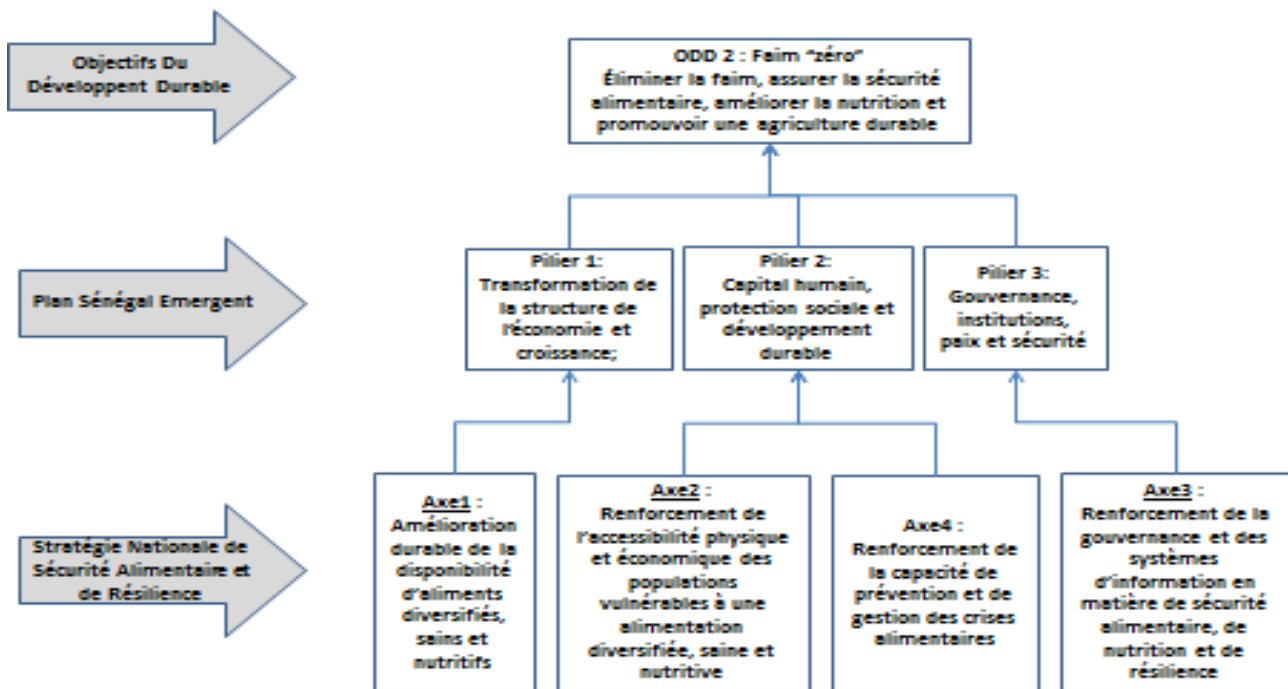 Objectifs Du
Développent Durable
ODD 2 : Faim “zéro”
Éliminer la faim, assurer la sécurité
alimentaire, améliorer la nutrition et
promouvoir une agriculture durable
Plan Sénégal Emergent
Pilier 1:
Transformation de
la structure de
l’économie et
croissance;
Pilier 2:
Capital humain,
protection sociale et
développement
durable
Pilier 3:
Gouvernance,
institutions,
paix et sécurité
Stratégie Nationale de
Sécurité Alimentaire et
de Résilience
Axe1 :
Amélioration
durable de la
disponibilité
d’aliments
diversifiés,
sains et
nutritifs
Axe2 :
Renforcement de
l’accessibilité physique
et économique des
populations
vulnérables à une
alimentation
diversifiée, saine et
nutritive
Axe4 :
Renforcement de
la capacité de
prévention et de
gestion des crises
alimentaires
Axe3 :
Renforcement de la
gouvernance et des
systèmes
d’information en
matière de sécurité
alimentaire, de
nutrition et de
résilience